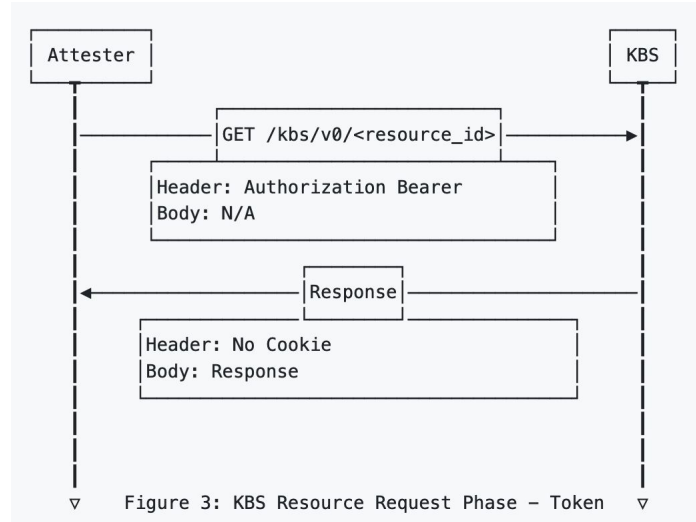 Attester KBS
GET /kbs/v0/<resource_id>
Header: Authorization Bearer
Body: N/A
Response
Header: No Cookie
Body: Response
Figure 3: KBS Resource Request Phase – Token